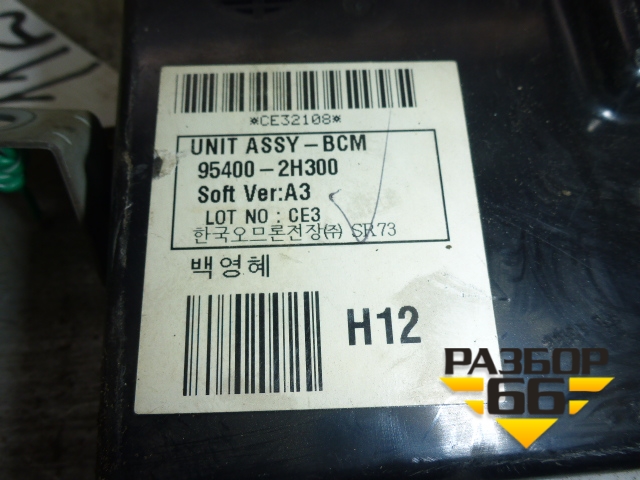 *CE32108*
UNIT ASSY-BCM
95400-2H300
Soft Ver:A3
LOT NO : CE3
한국오므론전장㈜ SR73
백영혜
H12
РАЗБОР
66